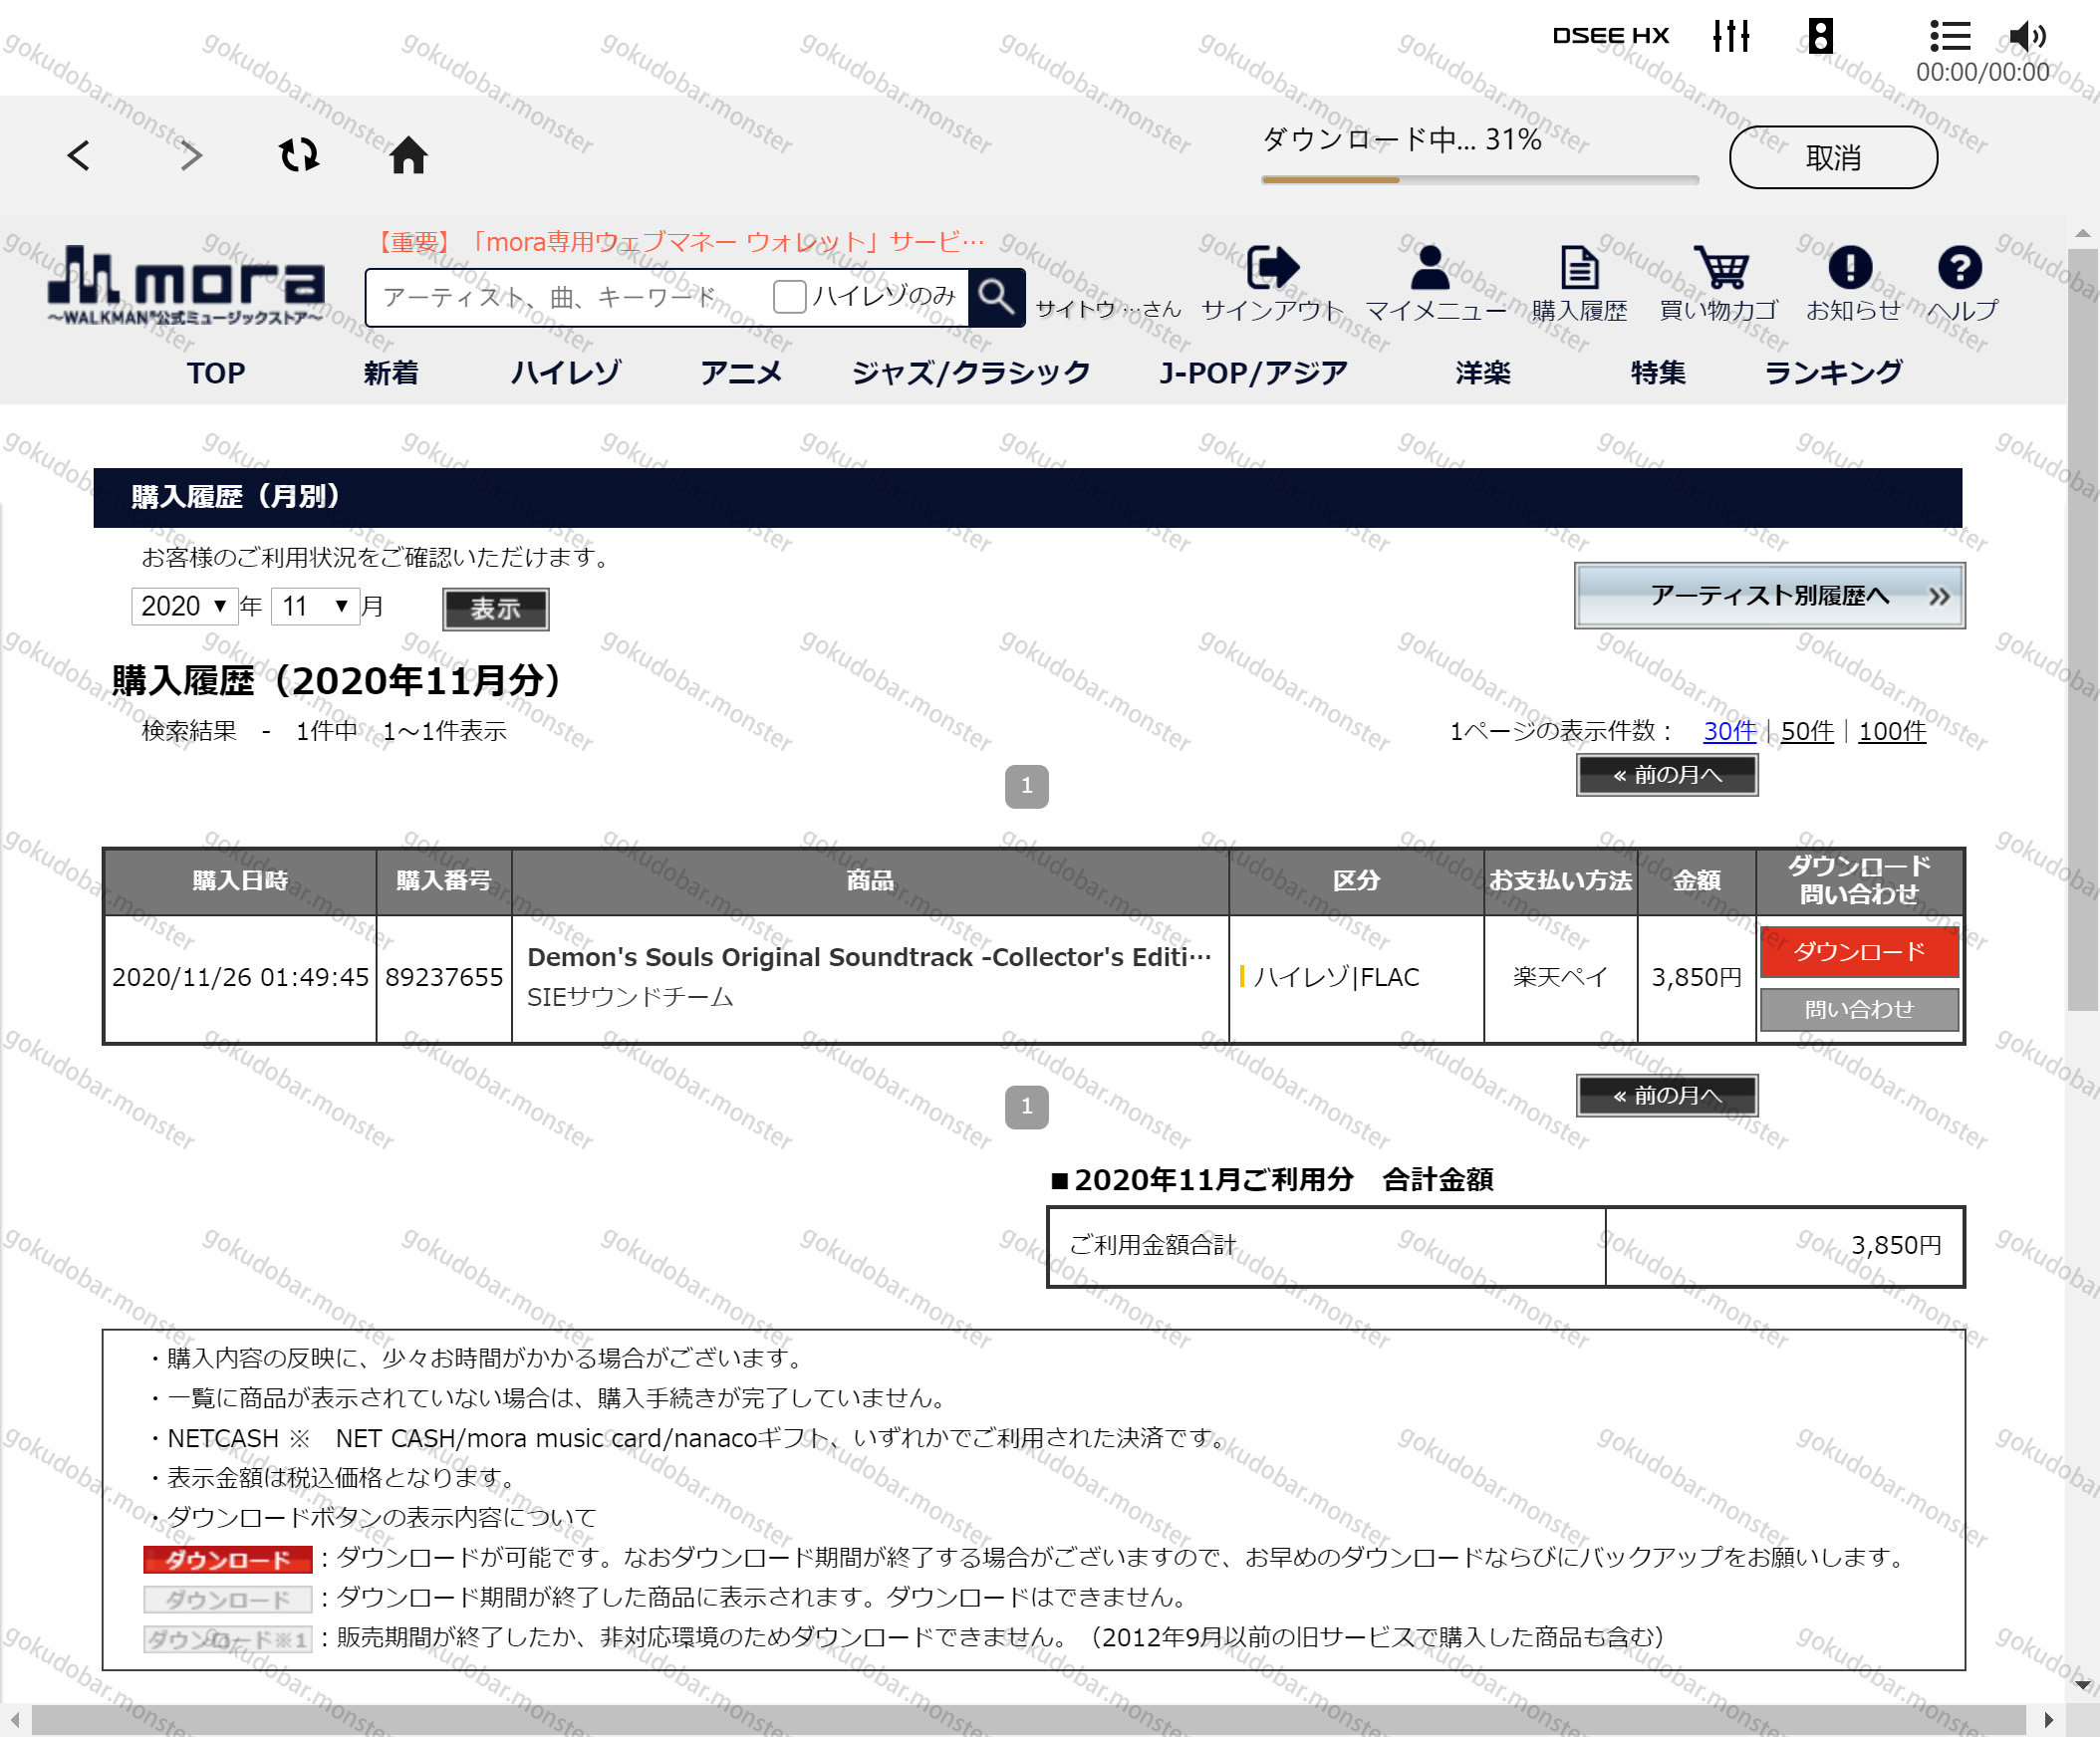 DSEE HX
00:00/00:00
ダウンロード中... 31%
取消
【重要】「mora専用ウェブマネー ウォレット」サービ…
mora
～WALKMAN®公式ミュージックストア～
アーティスト、曲、キーワード
ハイレゾのみ
サイトウ …さん
サインアウト
マイメニュー
購入履歴
買い物カゴ
お知らせ
ヘルプ
TOP 新着 ハイレゾ アニメ ジャズ/クラシック J-POP/アジア 洋楽 特集 ランキング
購入履歴（月別）
お客様のご利用状況をご確認いただけます。
2020 ▼ 年 11 ▼ 月 表示
アーティスト別履歴へ »
購入履歴（2020年11月分）
検索結果 - 1件中 1～1件表示
1ページの表示件数： 30件｜50件｜100件
« 前の月へ
1
購入日時 購入番号 商品 区分 お支払い方法 金額 ダウンロード
問い合わせ
2020/11/26 01:49:45 89237655 Demon's Souls Original Soundtrack -Collector's Editi…
SIEサウンドチーム
ハイレゾ|FLAC 楽天ペイ 3,850円
ダウンロード
問い合わせ
1
« 前の月へ
■2020年11月ご利用分 合計金額
ご利用金額合計 3,850円
・購入内容の反映に、少々お時間がかかる場合がございます。
・一覧に商品が表示されていない場合は、購入手続きが完了していません。
・NETCASH ※ NET CASH/mora music card/nanacoギフト、いずれかでご利用された決済です。
・表示金額は税込価格となります。
・ダウンロードボタンの表示内容について
ダウンロード：ダウンロードが可能です。なおダウンロード期間が終了する場合がございますので、お早めのダウンロードならびにバックアップをお願いします。
ダウンロード：ダウンロード期間が終了した商品に表示されます。ダウンロードはできません。
ダウンロード※1：販売期間が終了したか、非対応環境のためダウンロードできません。（2012年9月以前の旧サービスで購入した商品も含む）
gokudobar.monster